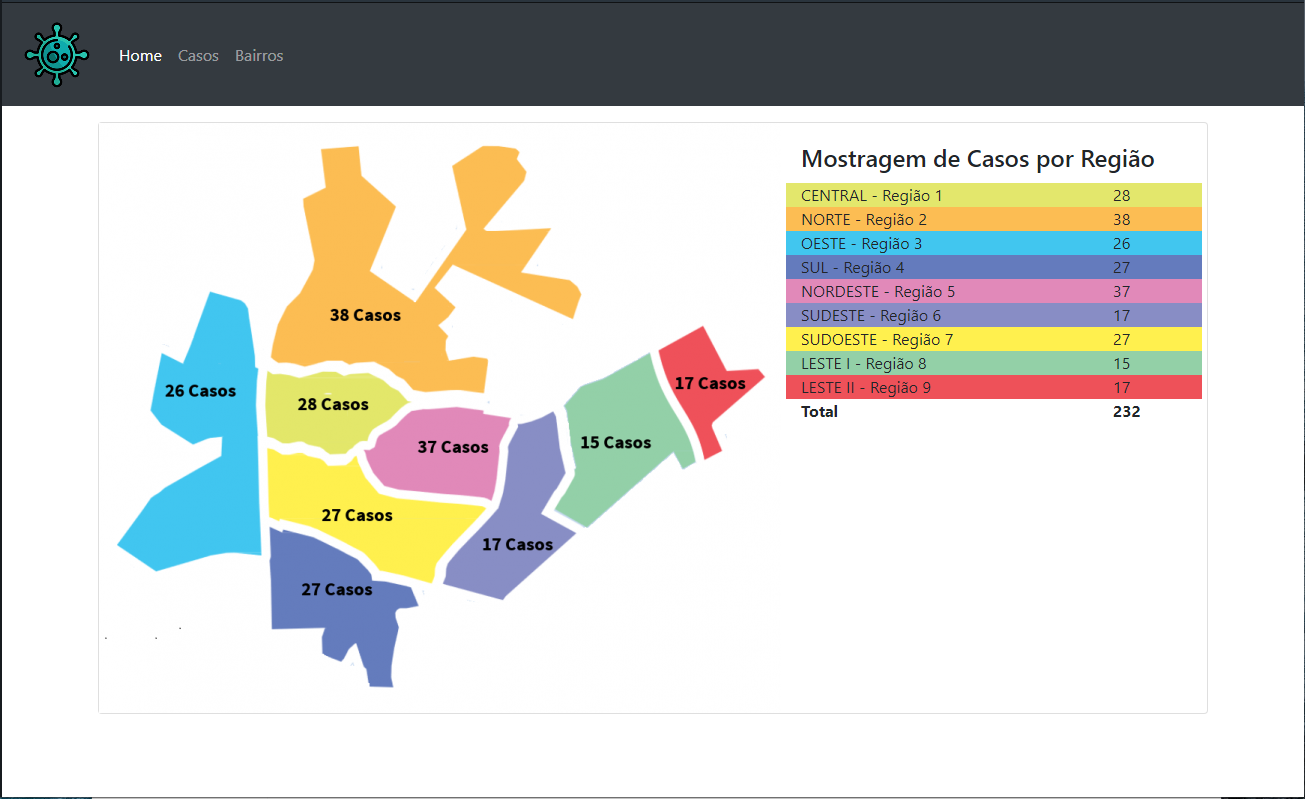 Home Casos Bairros
Mostragem de Casos por Região
CENTRAL - Região 1 28
NORTE - Região 2 38
OESTE - Região 3 26
SUL - Região 4 27
NORDESTE - Região 5 37
SUDESTE - Região 6 17
SUDOESTE - Região 7 27
LESTE I - Região 8 15
LESTE II - Região 9 17
Total 232
38 Casos
17 Casos
26 Casos
28 Casos
15 Casos
37 Casos
27 Casos
17 Casos
27 Casos